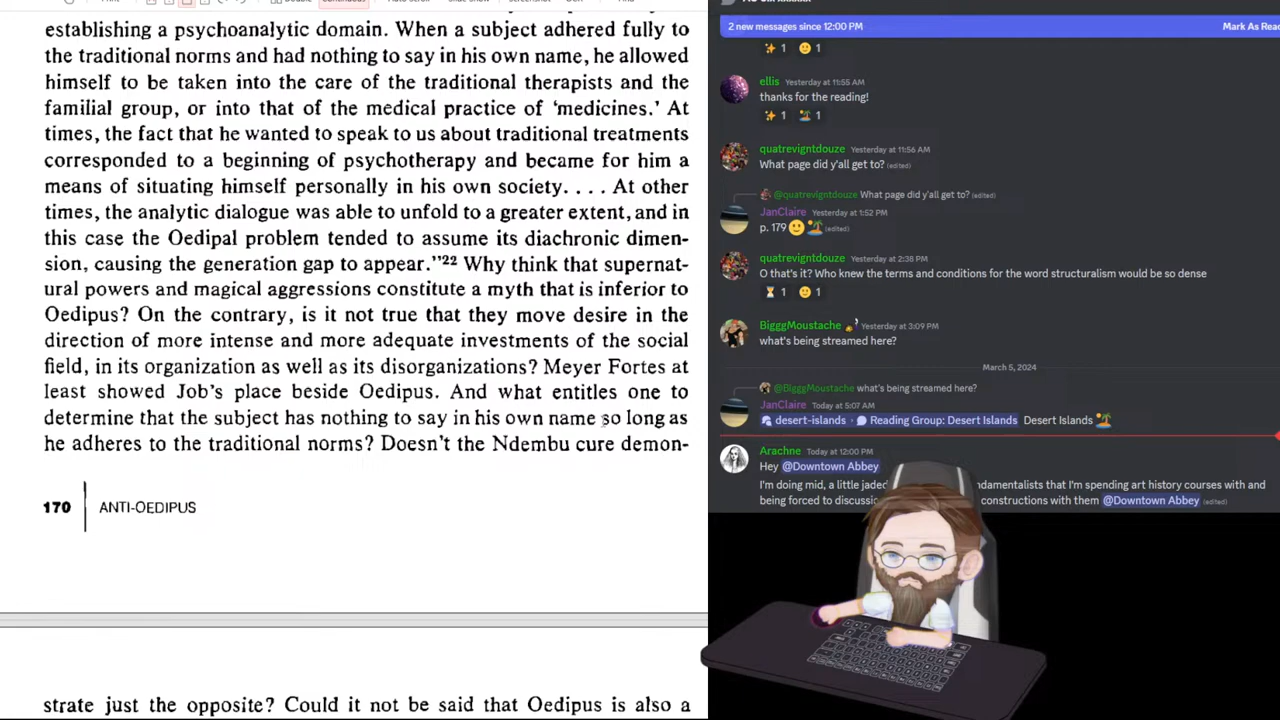 establishing a psychoanalytic domain. When a subject adhered fully to
the traditional norms and had nothing to say in his own name, he allowed
himself to be taken into the care of the traditional therapists and the
familial group, or into that of the medical practice of 'medicines.' At
times, the fact that he wanted to speak to us about traditional treatments
corresponded to a beginning of psychotherapy and became for him a
means of situating himself personally in his own society. . . . At other
times, the analytic dialogue was able to unfold to a greater extent, and in
this case the Oedipal problem tended to assume its diachronic dimen-
sion, causing the generation gap to appear."22 Why think that supernat-
ural powers and magical aggressions constitute a myth that is inferior to
Oedipus? On the contrary, is it not true that they move desire in the
direction of more intense and more adequate investments of the social
field, in its organization as well as its disorganizations? Meyer Fortes at
least showed Job's place beside Oedipus. And what entitles one to
determine that the subject has nothing to say in his own name so long as
he adheres to the traditional norms? Doesn't the Ndembu cure demon-
170 ANTI-OEDIPUS
strate just the opposite? Could it not be said that Oedipus is also a
2 new messages since 12:00 PM Mark As Read
1 1
ellis Yesterday at 11:55 AM
thanks for the reading!
1 1
quatrevigntdouze Yesterday at 11:56 AM
What page did y'all get to? (edited)
@quatrevigntdouze What page did y'all get to? (edited)
JanClaire Yesterday at 1:52 PM
p. 179 (edited)
quatrevigntdouze Yesterday at 2:38 PM
O that's it? Who knew the terms and conditions for the word structuralism would be so dense
1 1
BigggMoustache Yesterday at 3:09 PM
what's being streamed here?
March 5, 2024
@BigggMoustache what's being streamed here?
JanClaire Today at 5:07 AM
desert-islands Reading Group: Desert Islands Desert Islands
Arachne Today at 12:00 PM
Hey @Downtown Abbey
I'm doing mid, a little jaded ndamentalists that I'm spending art history courses with and
being forced to discussio constructions with them @Downtown Abbey (edited)